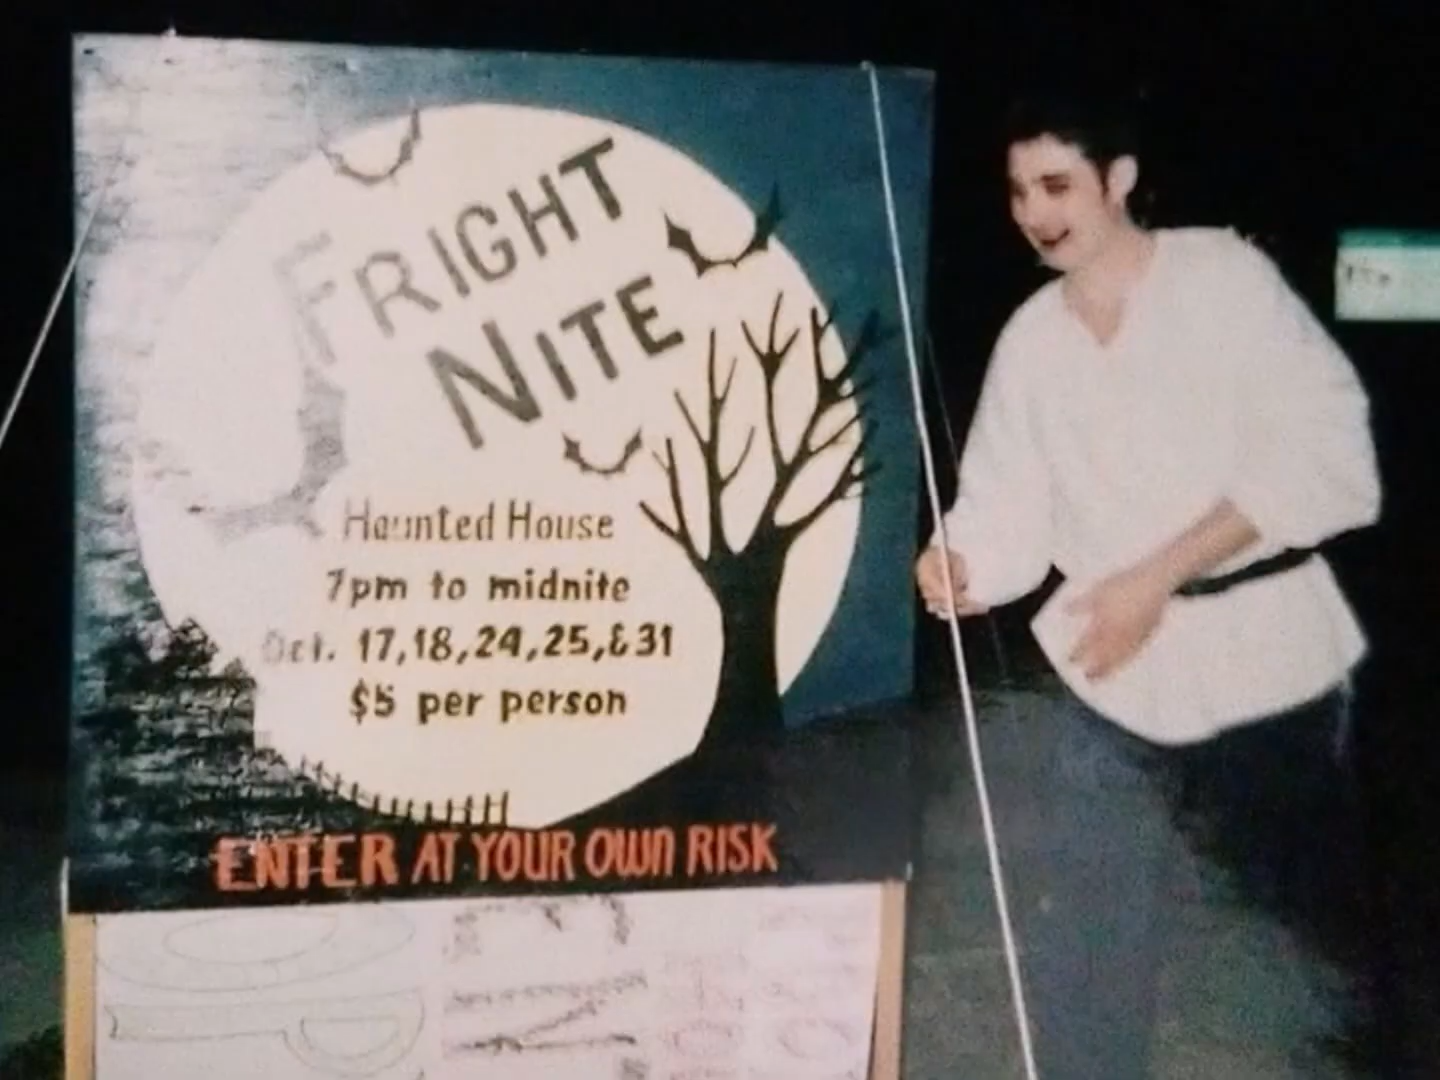 FRIGHT
NITE
Haunted House
7pm to midnite
Oct. 17,18,24,25,&31
$5 per person
ENTER AT YOUR OWN RISK